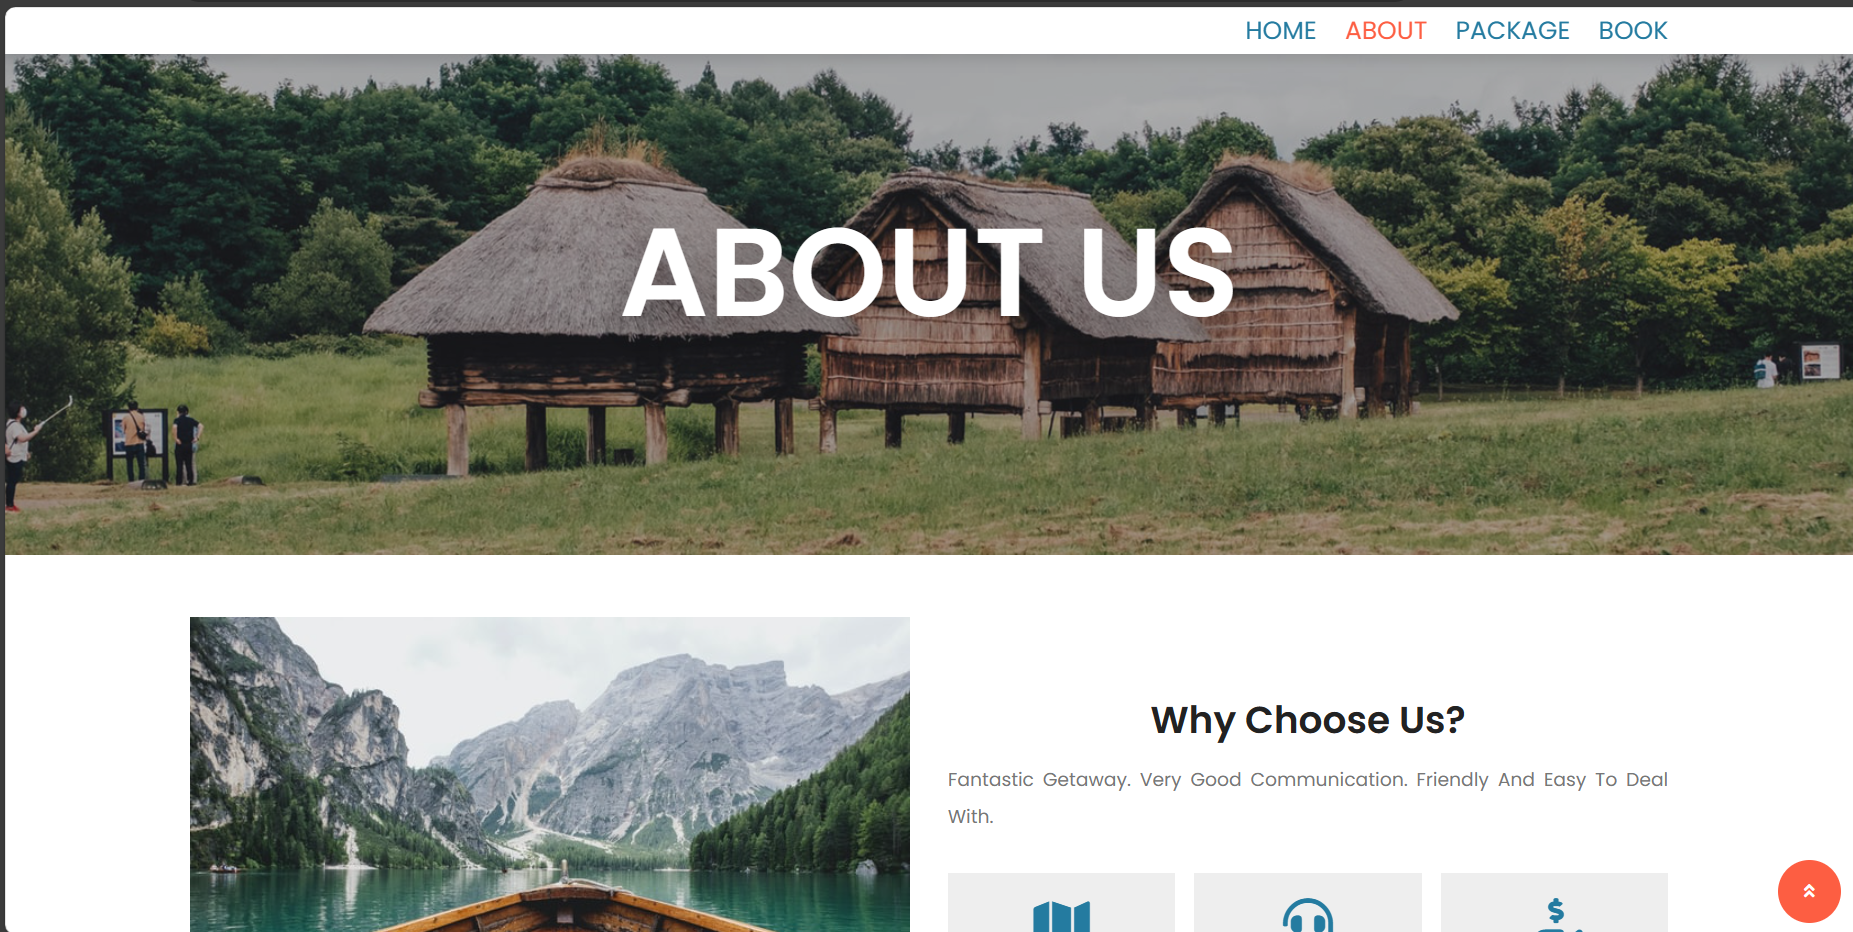 HOME ABOUT PACKAGE BOOK
ABOUT US
Why Choose Us?
Fantastic Getaway. Very Good Communication. Friendly And Easy To Deal
With.